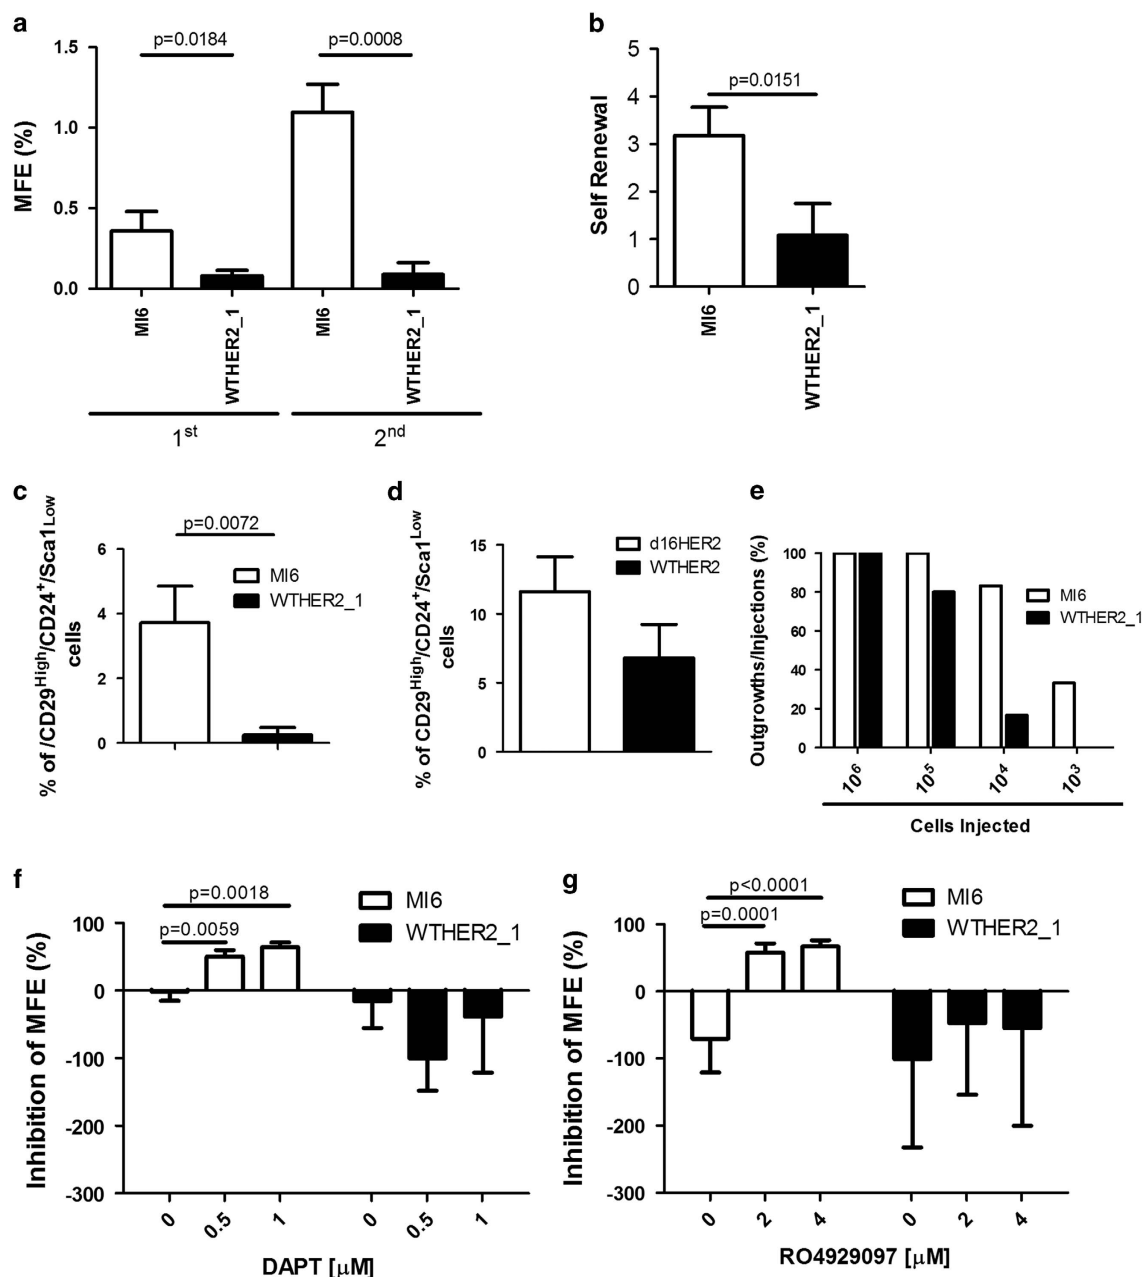 a
p=0.0184
p=0.0008
MFE (%)
1.5
1.0
0.5
0.0
MI6
WTHER2_1
MI6
WTHER2_1
1st
2nd
b
p=0.0151
Self Renewal
5
4
3
2
1
0
MI6
WTHER2_1
c
p=0.0072
% of /CD29High/CD24+/Sca1Low
cells
6
4
2
0
MI6
WTHER2_1
d
% of CD29High/CD24+/Sca1Low
cells
15
10
5
0
d16HER2
WTHER2
e
Outgrowths/Injections (%)
100
80
60
40
20
0
MI6
WTHER2_1
10^6
10^5
10^4
10^3
Cells Injected
f
p=0.0018
p=0.0059
MI6
WTHER2_1
Inhibition of MFE (%)
100
0
-100
-200
-300
0
0.5
1
0
0.5
1
DAPT [µM]
g
p<0.0001
p=0.0001
MI6
WTHER2_1
Inhibition of MFE (%)
100
0
-100
-200
-300
0
2
4
0
2
4
RO4929097 [µM]